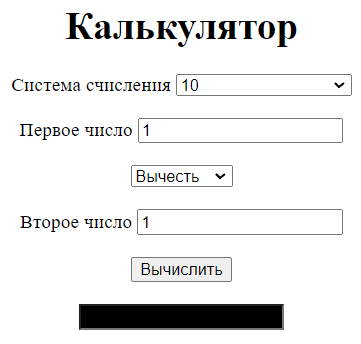 Калькулятор
Система счисления 10
Первое число 1
Вычесть
Второе число 1
Вычислить